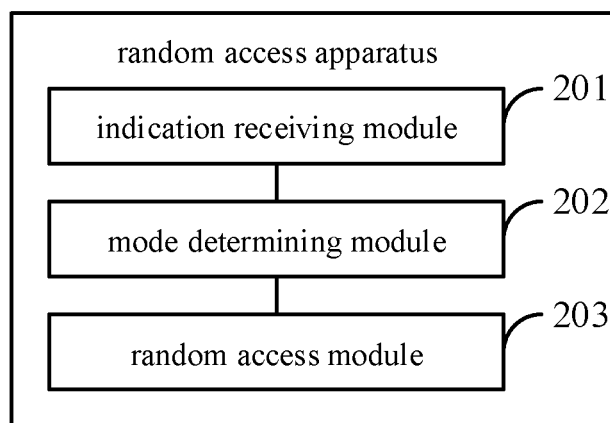 random access apparatus
indication receiving module
201
mode determining module
202
random access module
203